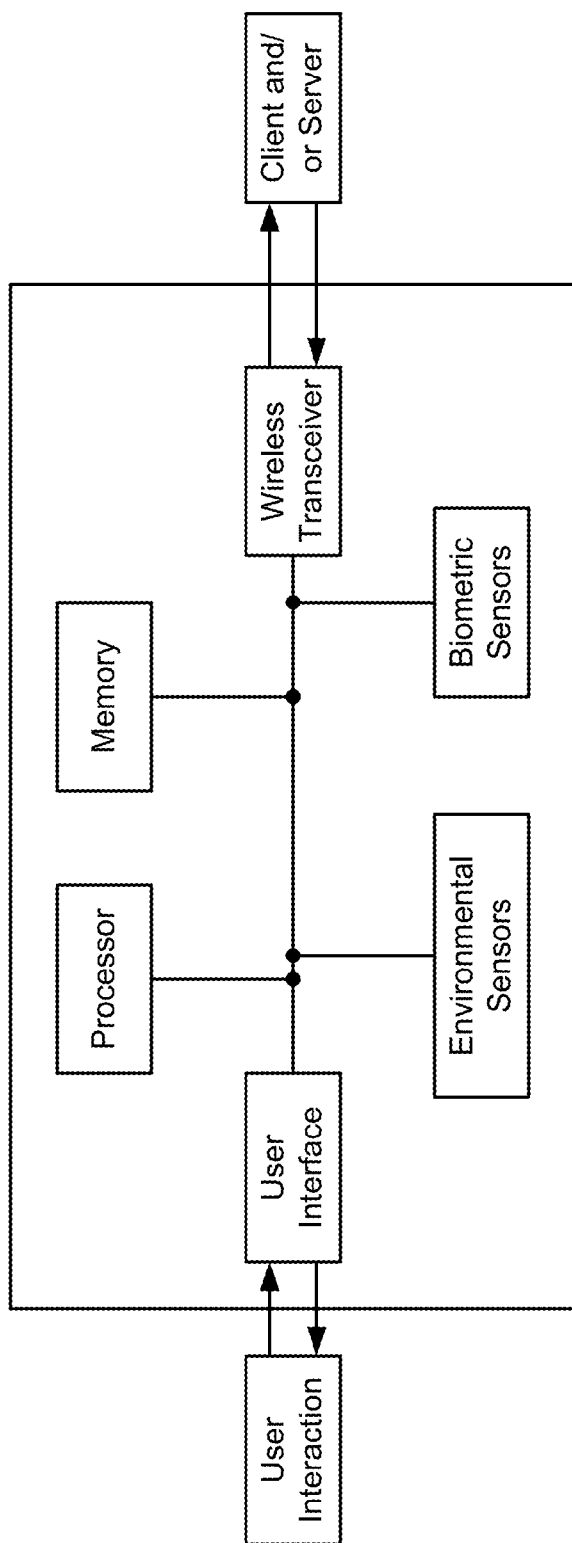 User
Interaction
User
Interface
Processor
Memory
Environmental
Sensors
Biometric
Sensors
Wireless
Transceiver
Client and/
or Server